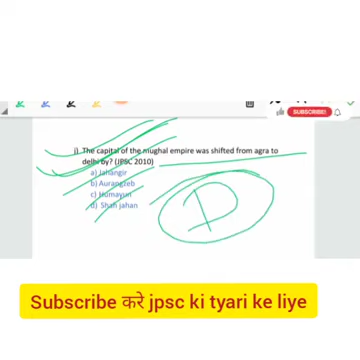 SUBSCRIBE!
i) The capital of the mughal empire was shifted from agra to
delhi by? (JPSC 2010)
a) Jahangir
b) Aurangzeb
c) Humayun
d) Shah jahan
D
Subscribe करे jpsc ki tyari ke liye